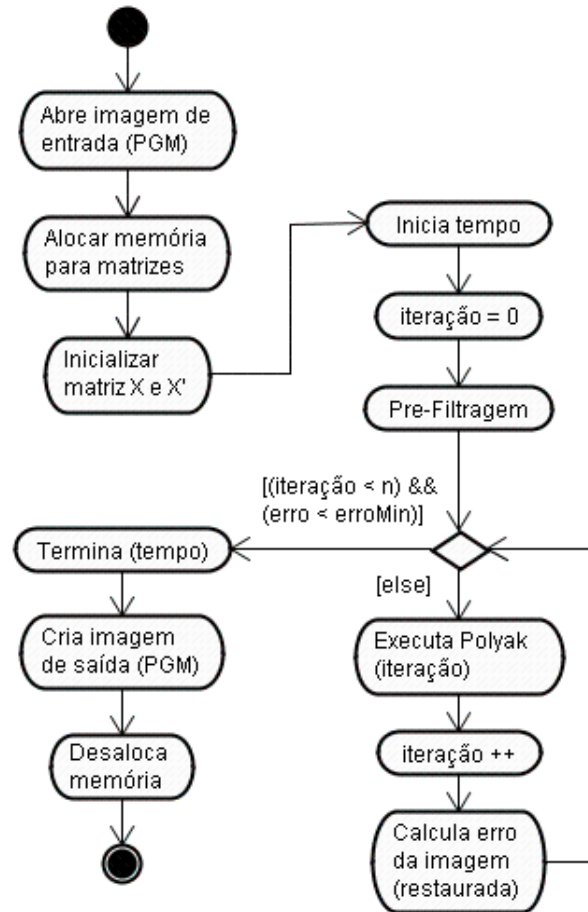 Abre imagem de
entrada (PGM)
Alocar memória
para matrizes
Inicializar
matriz X e X'
Inicia tempo
iteração = 0
Pre-Filtragem
[(iteração < n) &&
(erro < erroMin)]
[else]
Termina (tempo)
Cria imagem
de saída (PGM)
Desaloca
memória
Executa Polyak
(iteração)
iteração ++
Calcula erro
da imagem
(restaurada)